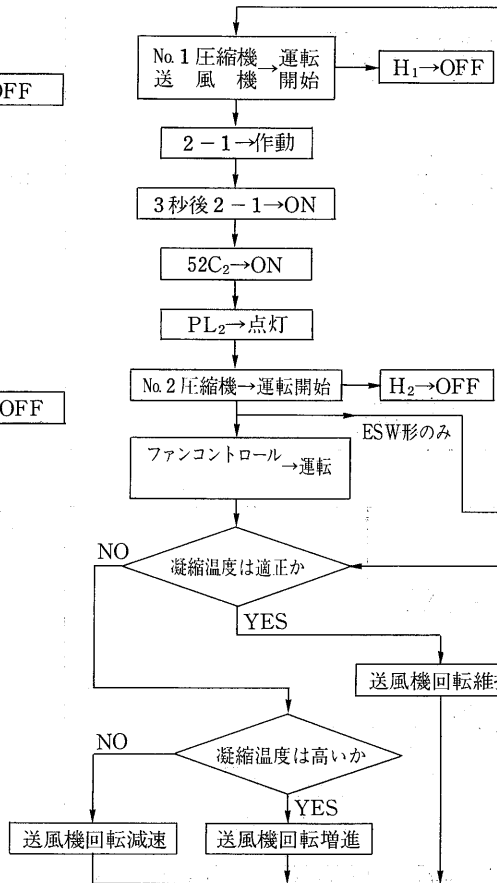 No.1圧縮機→運転
送風機 開始
H₁→OFF
OFF
2-1→作動
3秒後2-1→ON
52C₂→ON
PL₂→点灯
No.2圧縮機→運転開始
H₂→OFF
OFF
ESW形のみ
ファンコントロール→運転
凝縮温度は適正か
NO
YES
送風機回転維
凝縮温度は高いか
NO
YES
送風機回転減速
送風機回転増進